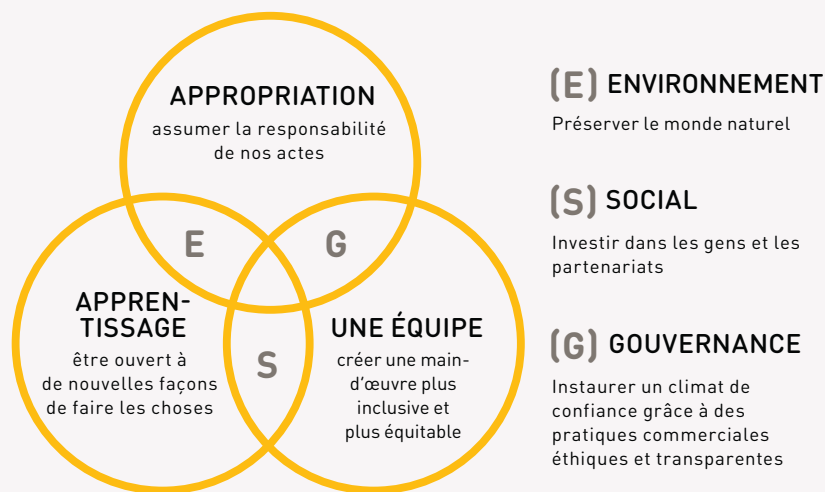 APPROPRIATION
assumer la responsabilité
de nos actes
E
G
APPREN-
TISSAGE
être ouvert à
de nouvelles façons
de faire les choses
S
UNE ÉQUIPE
créer une main-
d'œuvre plus
inclusive et
plus équitable
(E) ENVIRONNEMENT
Préserver le monde naturel
(S) SOCIAL
Investir dans les gens et les
partenariats
(G) GOUVERNANCE
Instaurer un climat de
confiance grâce à des
pratiques commerciales
éthiques et transparentes